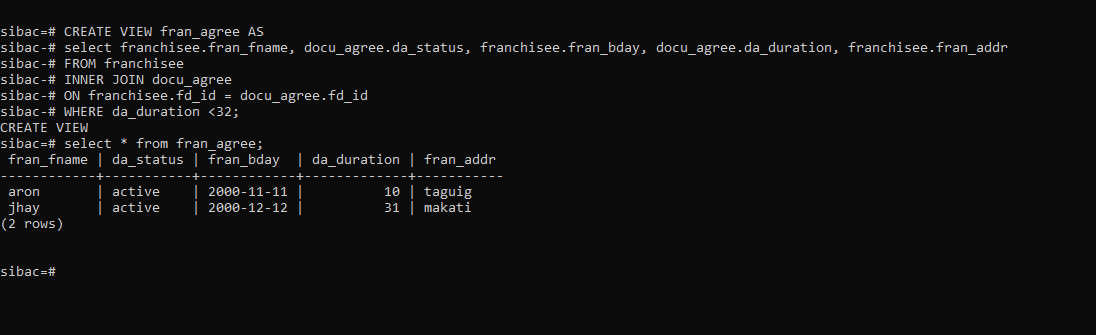 sibac=# CREATE VIEW fran_agree AS
sibac-# select franchisee.fran_fname, docu_agree.da_status, franchisee.fran_bday, docu_agree.da_duration, franchisee.fran_addr
sibac-# FROM franchisee
sibac-# INNER JOIN docu_agree
sibac-# ON franchisee.fd_id = docu_agree.fd_id
sibac-# WHERE da_duration <32;
CREATE VIEW
sibac=# select * from fran_agree;
 fran_fname | da_status | fran_bday  | da_duration | fran_addr
------------+-----------+------------+-------------+-----------
 aron       | active    | 2000-11-11 |          10 | taguig
 jhay       | active    | 2000-12-12 |          31 | makati
(2 rows)
sibac=#